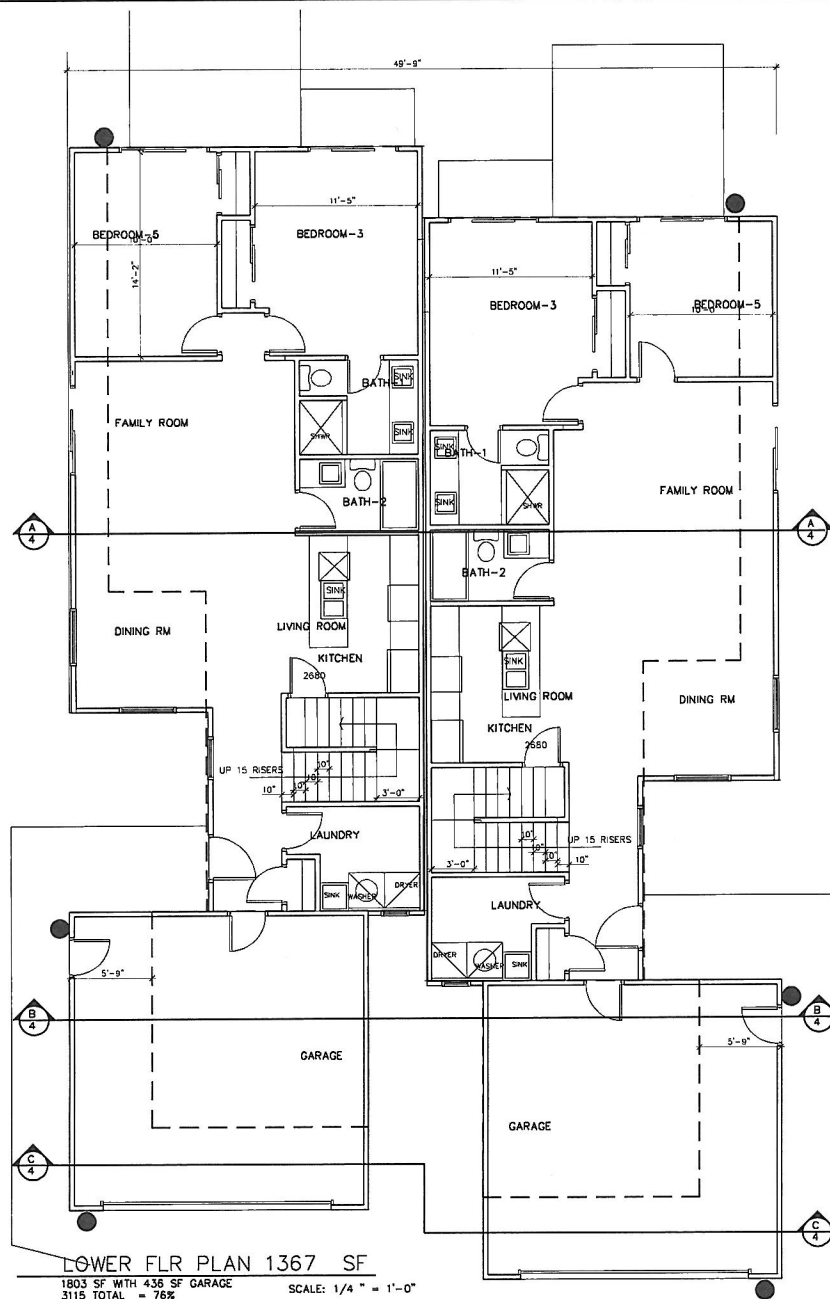 49'-9"
11'-5"
BEDROOM-5
10'-0"
BEDROOM-3
14'-2"
11'-5"
BEDROOM-3
BEDROOM-5
10'-0"
BATH-1
SINK
FAMILY ROOM
SHWR
SINK
SINK
BATH-1
FAMILY ROOM
BATH-2
SINK
SHWR
A
4
A
4
BATH-2
SINK
LIVING ROOM
DINING RM
KITCHEN
SINK
2680
LIVING ROOM
DINING RM
KITCHEN
2680
UP 15 RISERS
10"
10"
10"
10"
3'-0"
LAUNDRY
10"
UP 15 RISERS
10"
10"
10"
3'-0"
SINK
WASHER
DRYER
LAUNDRY
DRYER
WASHER
SINK
5'-9"
B
4
B
4
5'-9"
GARAGE
GARAGE
C
4
C
4
LOWER FLR PLAN 1367 SF
1803 SF WITH 436 SF GARAGE
3115 TOTAL = 76%
SCALE: 1/4 " = 1'-0"